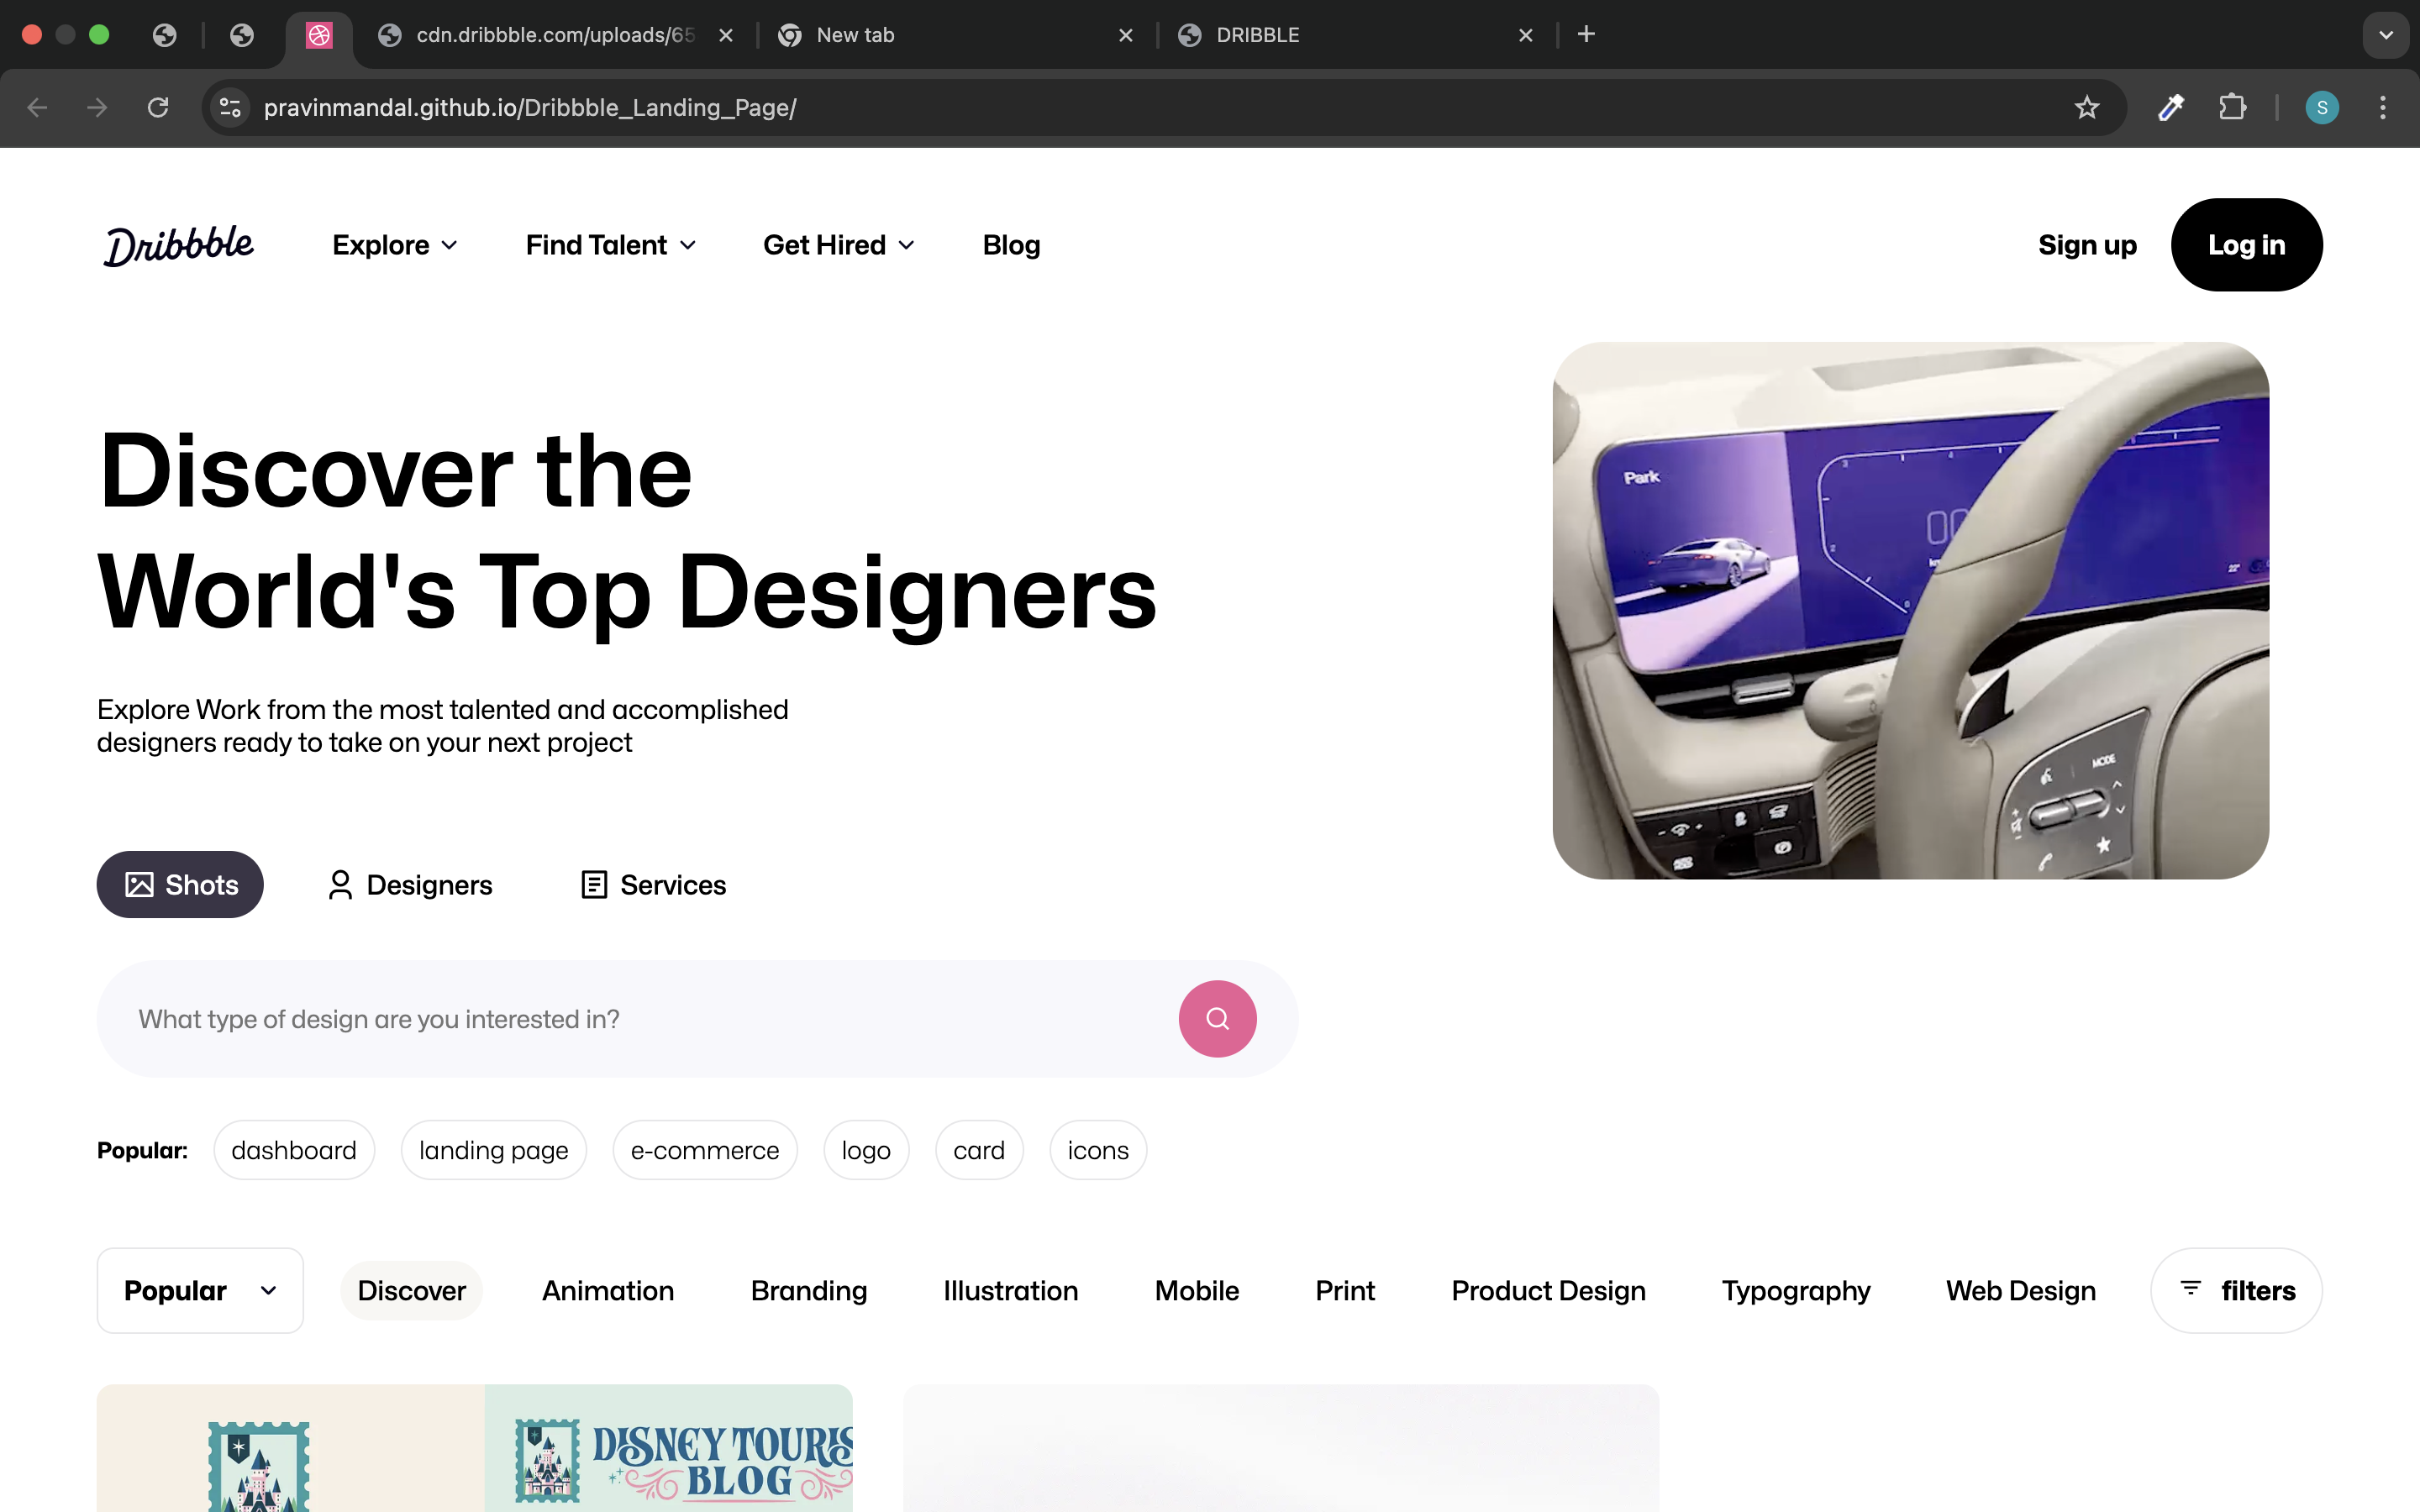 cdn.dribbble.com/uploads/65
New tab
DRIBBLE
pravinmandal.github.io/Dribbble_Landing_Page/
S
Dribbble
Explore
Find Talent
Get Hired
Blog
Sign up
Log in
Discover the
World's Top Designers
Park
MODE
Explore Work from the most talented and accomplished
designers ready to take on your next project
Shots
Designers
Services
What type of design are you interested in?
Popular:
dashboard
landing page
e-commerce
logo
card
icons
Popular
Discover
Animation
Branding
Illustration
Mobile
Print
Product Design
Typography
Web Design
filters
DISNEY TOURIS
BLOG